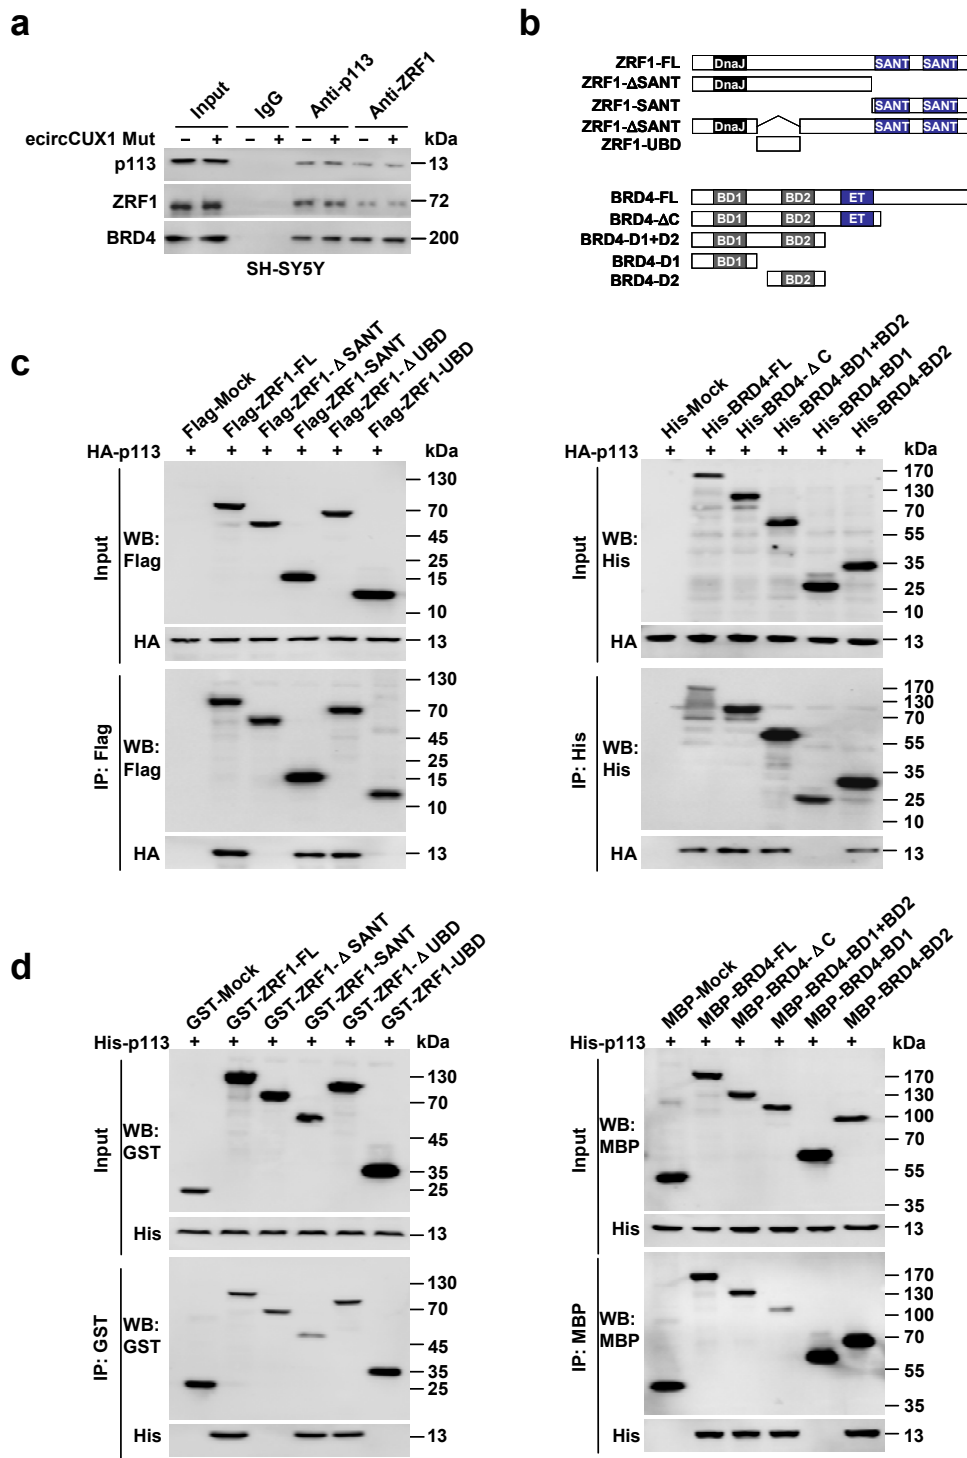 a
Input
IgG
Anti-p113
Anti-ZRF1
ecircCUX1 Mut – + – + – + – + kDa
p113 13
ZRF1 72
BRD4 200
SH-SY5Y
b
ZRF1-FL DnaJ SANT SANT
ZRF1-ΔSANT DnaJ
ZRF1-SANT SANT SANT
ZRF1-ΔSANT DnaJ SANT SANT
ZRF1-UBD
BRD4-FL BD1 BD2 ET
BRD4-ΔC BD1 BD2 ET
BRD4-D1+D2 BD1 BD2
BRD4-D1 BD1
BRD4-D2 BD2
c
Flag-Mock
Flag-ZRF1-FL
Flag-ZRF1-Δ SANT
Flag-ZRF1-SANT
Flag-ZRF1-Δ UBD
Flag-ZRF1-UBD
HA-p113 + + + + + + kDa
Input
WB:
Flag
130
70
45
25
15
10
HA 13
IP: Flag
WB:
Flag
130
70
45
25
15
10
HA 13
His-Mock
His-BRD4-FL
His-BRD4-Δ C
His-BRD4-BD1+BD2
His-BRD4-BD1
His-BRD4-BD2
HA-p113 + + + + + + kDa
Input
WB:
His
170
130
70
55
35
25
10
HA 13
IP: His
WB:
His
170
130
70
55
35
25
10
HA 13
d
GST-Mock
GST-ZRF1-FL
GST-ZRF1-Δ SANT
GST-ZRF1-SANT
GST-ZRF1-Δ UBD
GST-ZRF1-UBD
His-p113 + + + + + + kDa
Input
WB:
GST
130
70
45
35
25
His 13
IP: GST
WB:
GST
130
70
45
35
25
His 13
MBP-Mock
MBP-BRD4-FL
MBP-BRD4-Δ C
MBP-BRD4-BD1+BD2
MBP-BRD4-BD1
MBP-BRD4-BD2
His-p113 + + + + + + kDa
Input
WB:
MBP
170
130
100
70
55
35
His 13
IP: MBP
WB:
MBP
170
130
100
70
55
35
His 13